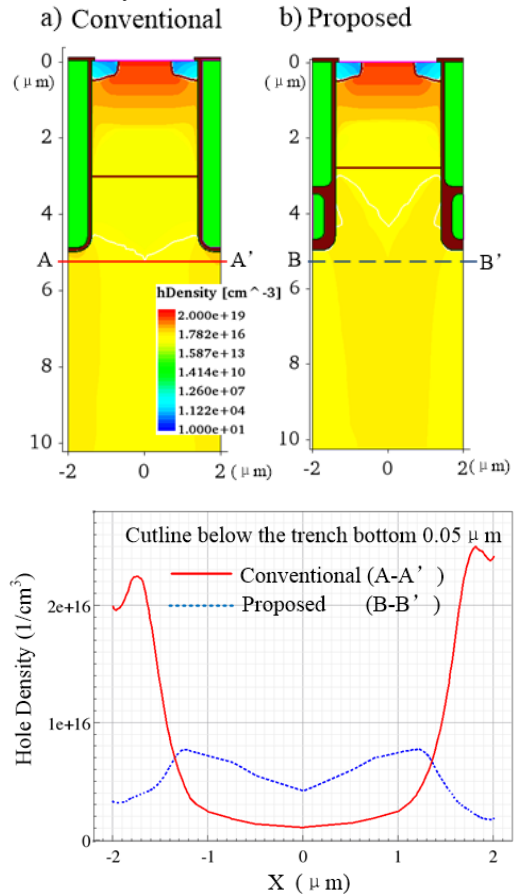 a) Conventional
b) Proposed
0
(μm)
2
4
A
A'
6
8
10
-2
0
2(μm)
0
(μm)
2
4
B
B'
6
8
10
-2
0
2(μm)
hDensity [cm^-3]
2.000e+19
1.782e+16
1.587e+13
1.414e+10
1.260e+07
1.122e+04
1.000e+01
Cutline below the trench bottom 0.05 μm
Conventional (A-A')
Proposed (B-B')
Hole Density (1/cm³)
2e+16
1e+16
0
-2
-1
0
1
2
X (μm)